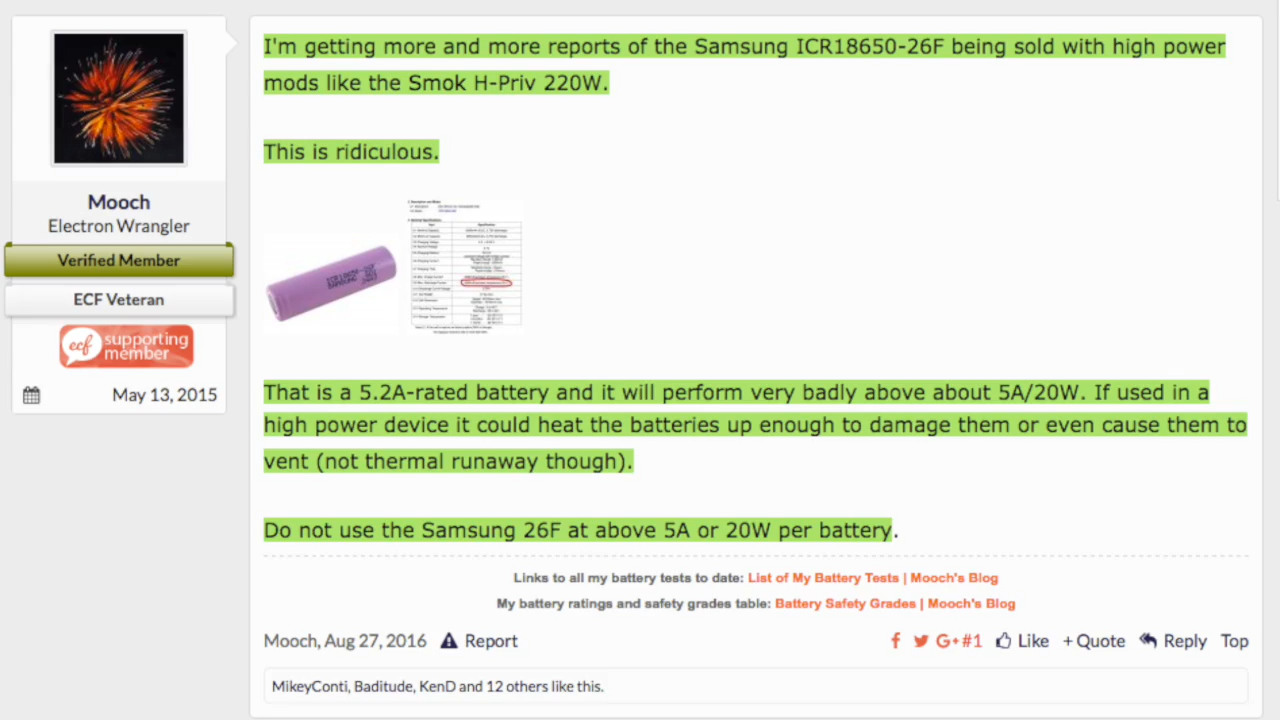 I'm getting more and more reports of the Samsung ICR18650-26F being sold with high power
mods like the Smok H-Priv 220W.
This is ridiculous.
Mooch
Electron Wrangler
Verified Member
ECF Veteran
ecf supporting
member
May 13, 2015
ICR18650-26F
SAMSUNG
That is a 5.2A-rated battery and it will perform very badly above about 5A/20W. If used in a
high power device it could heat the batteries up enough to damage them or even cause them to
vent (not thermal runaway though).
Do not use the Samsung 26F at above 5A or 20W per battery.
Links to all my battery tests to date: List of My Battery Tests | Mooch's Blog
My battery ratings and safety grades table: Battery Safety Grades | Mooch's Blog
Mooch, Aug 27, 2016 Report
G+ #1 Like + Quote Reply Top
MikeyConti, Baditude, KenD and 12 others like this.